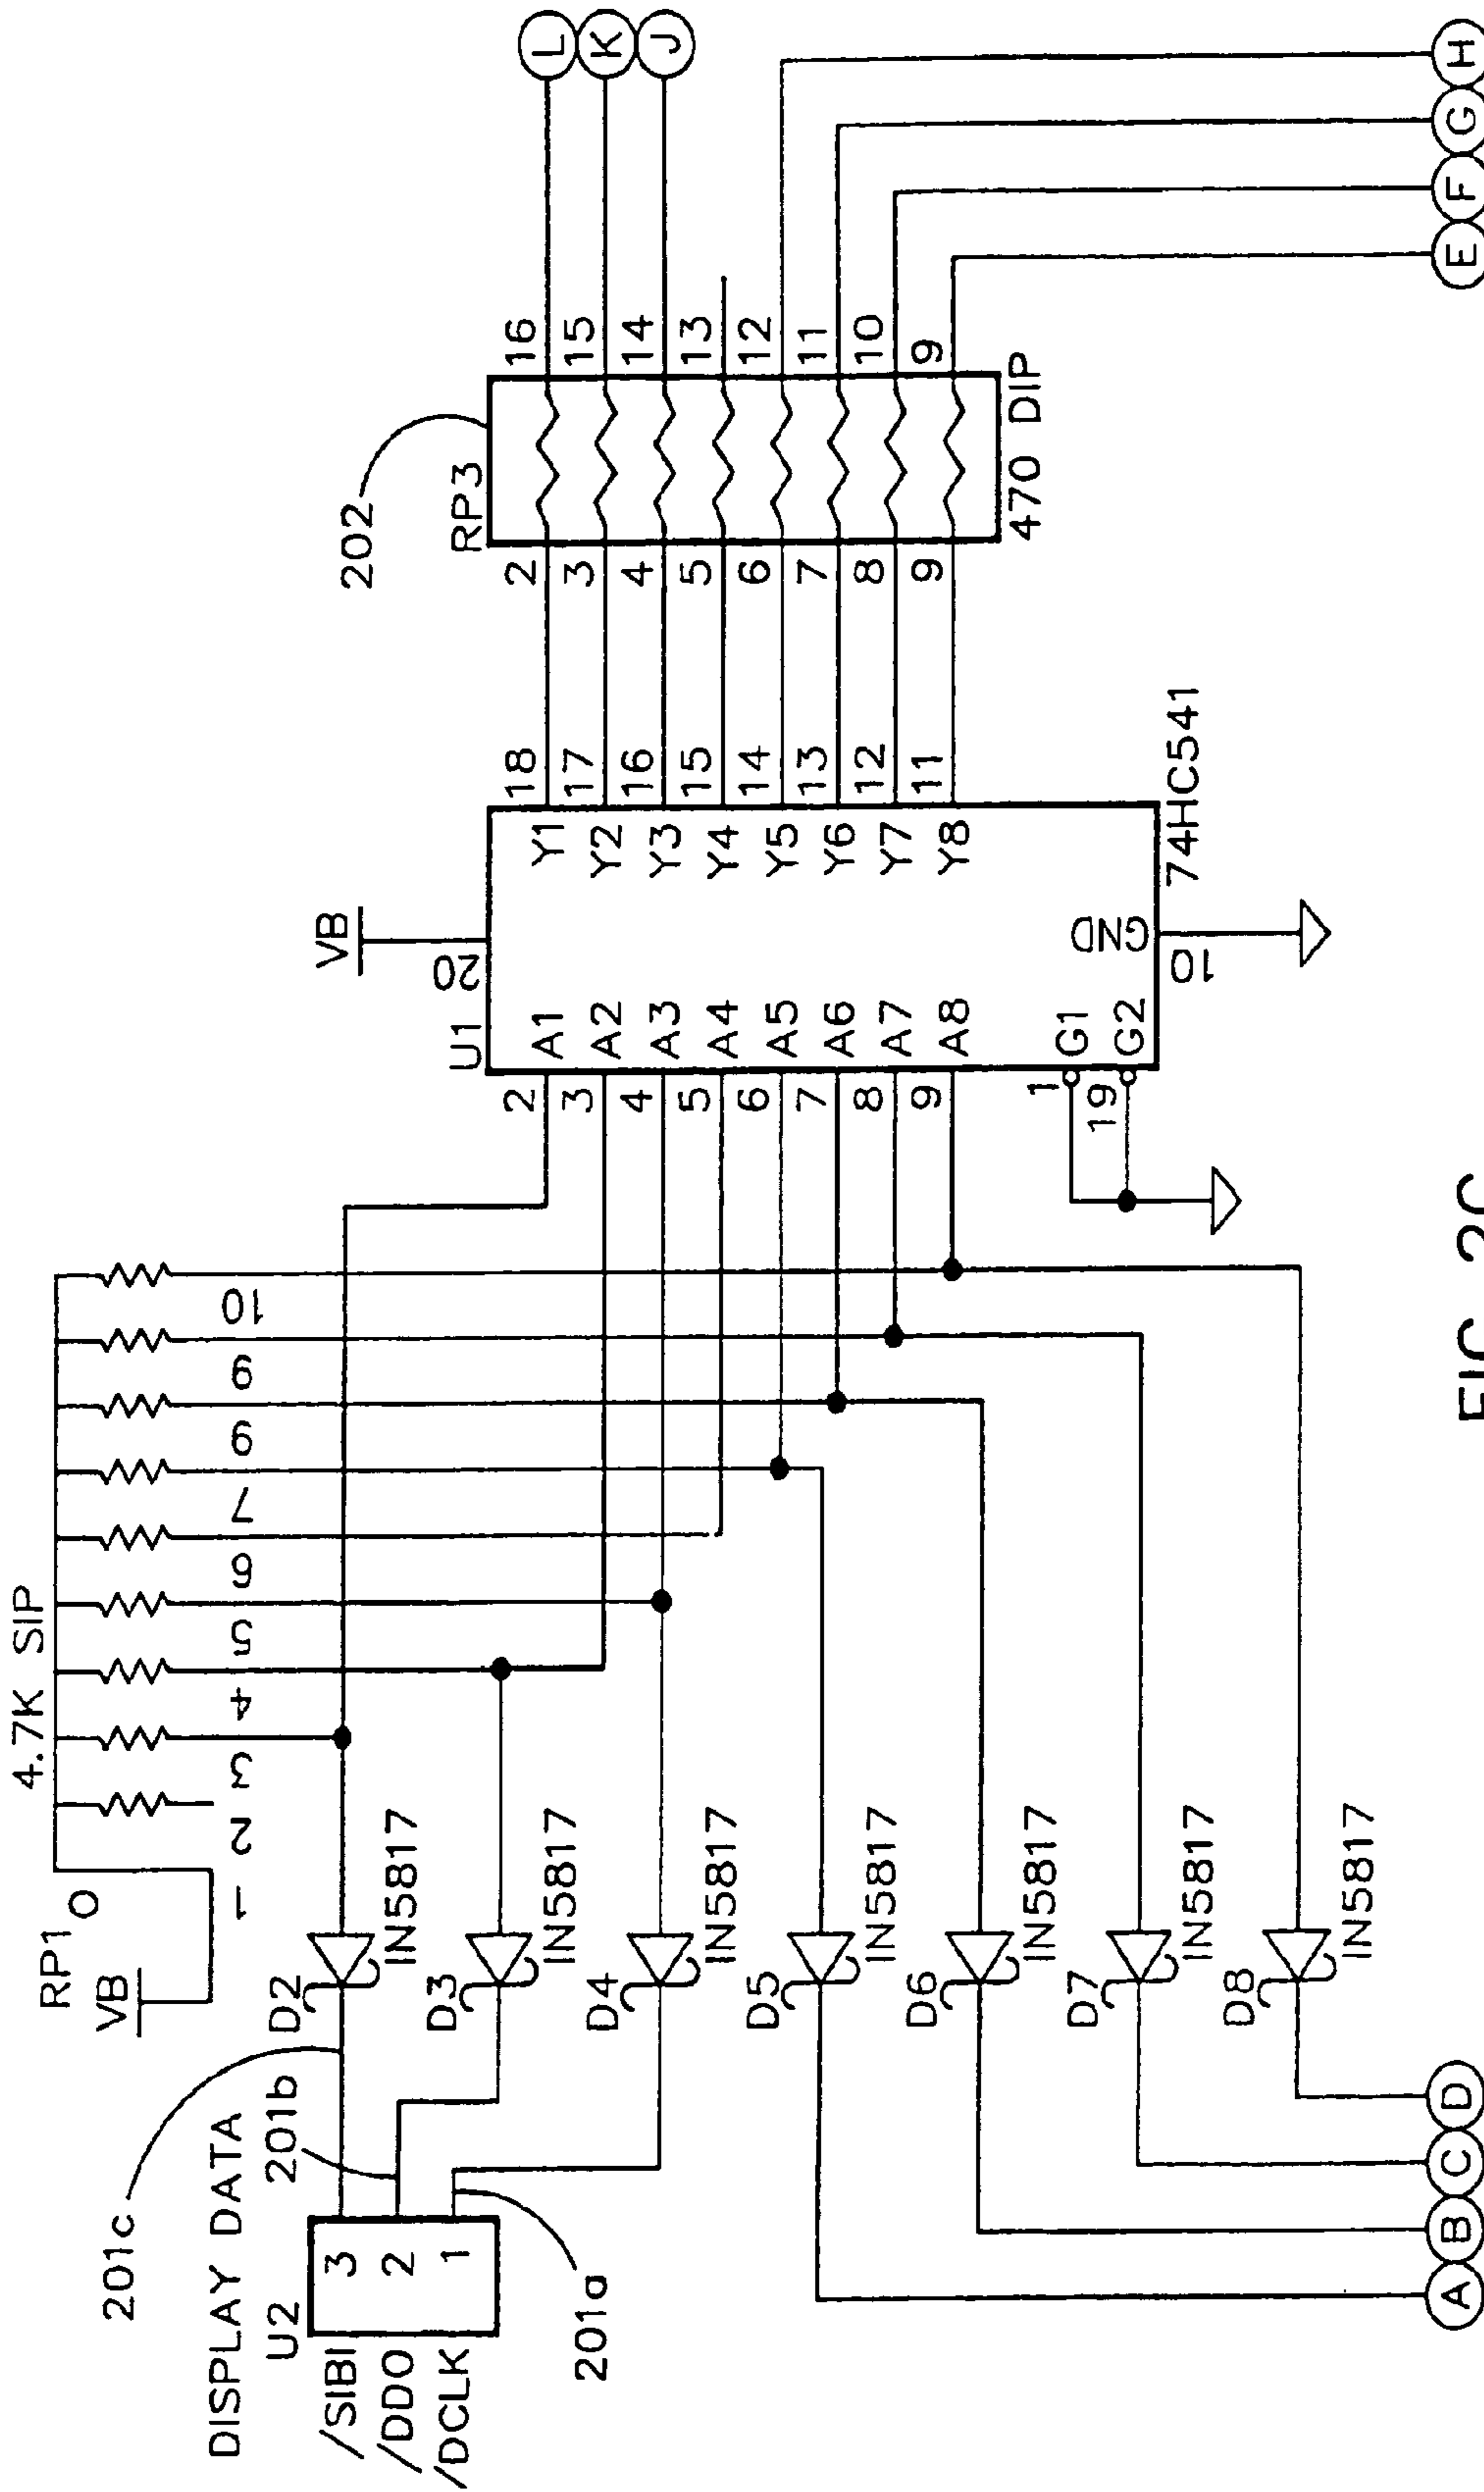 4.7K SIP
RP1
VB
0
1
2
3
4
5
6
7
9
9
10
201c
DISPLAY DATA
U2
/SIBI
/DDO
/DCLK
3
2
1
201b
201a
D2
IN5817
D3
IN5817
D4
IN5817
D5
IN5817
D6
IN5817
D7
IN5817
D8
IN5817
A
B
C
D
VB
20
U1
2
3
4
5
6
7
8
9
1
19
A1
A2
A3
A4
A5
A6
A7
A8
G1
G2
GND
10
Y1
Y2
Y3
Y4
Y5
Y6
Y7
Y8
18
17
16
15
14
13
12
11
74HC541
202
RP3
2
3
4
5
6
7
8
9
16
15
14
13
12
11
10
9
470 DIP
L
K
J
E
F
G
H